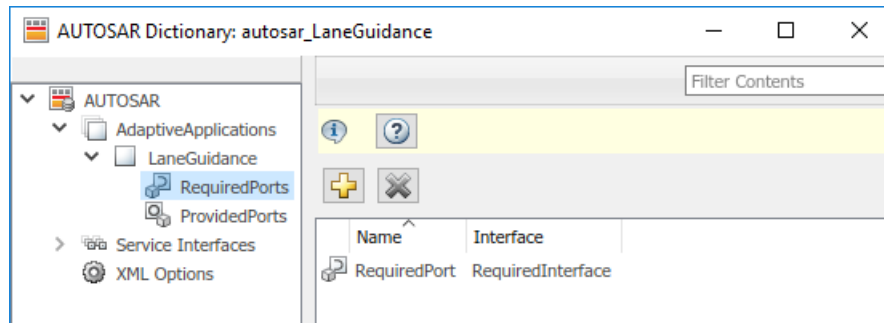 AUTOSAR Dictionary: autosar_LaneGuidance
Filter Contents
AUTOSAR
AdaptiveApplications
LaneGuidance
RequiredPorts
ProvidedPorts
Service Interfaces
XML Options
Name Interface
RequiredPort RequiredInterface